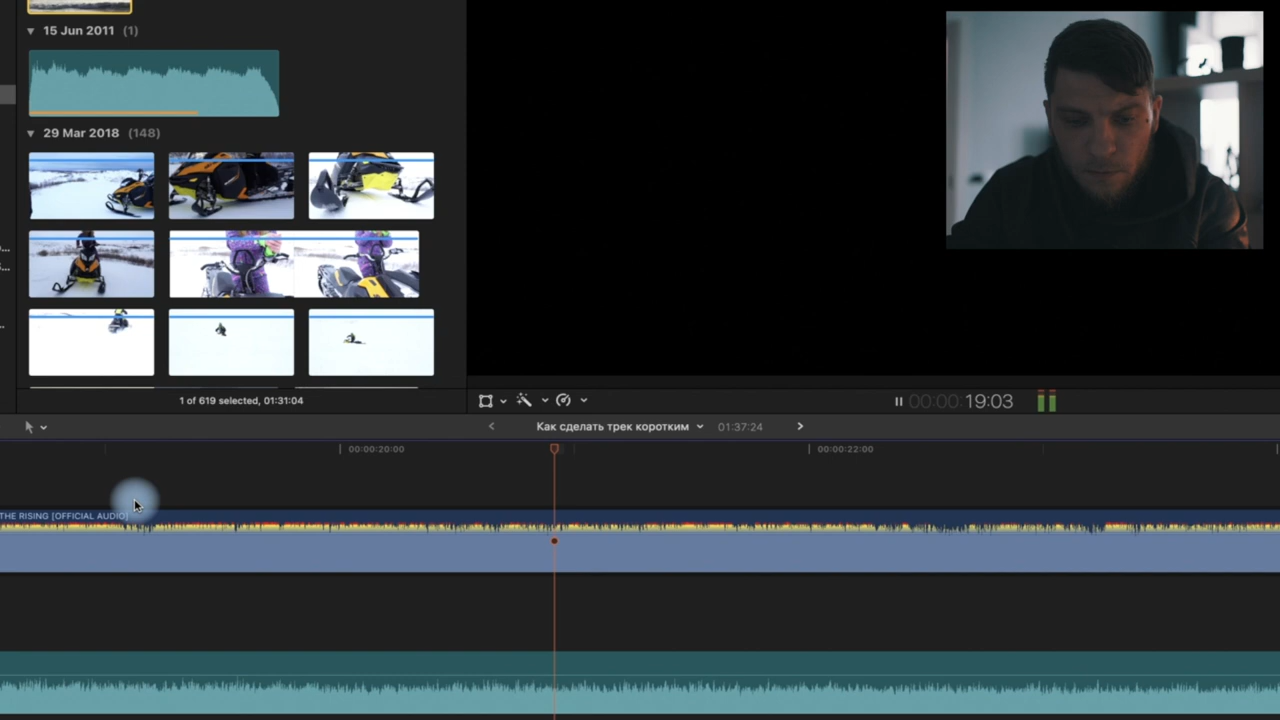 15 Jun 2011 (1)
29 Mar 2018 (148)
1 of 619 selected, 01:31:04
00:00:19:03
Как сделать трек коротким 01:37:24
00:00:20:00
00:00:22:00
THE RISING [OFFICIAL AUDIO]